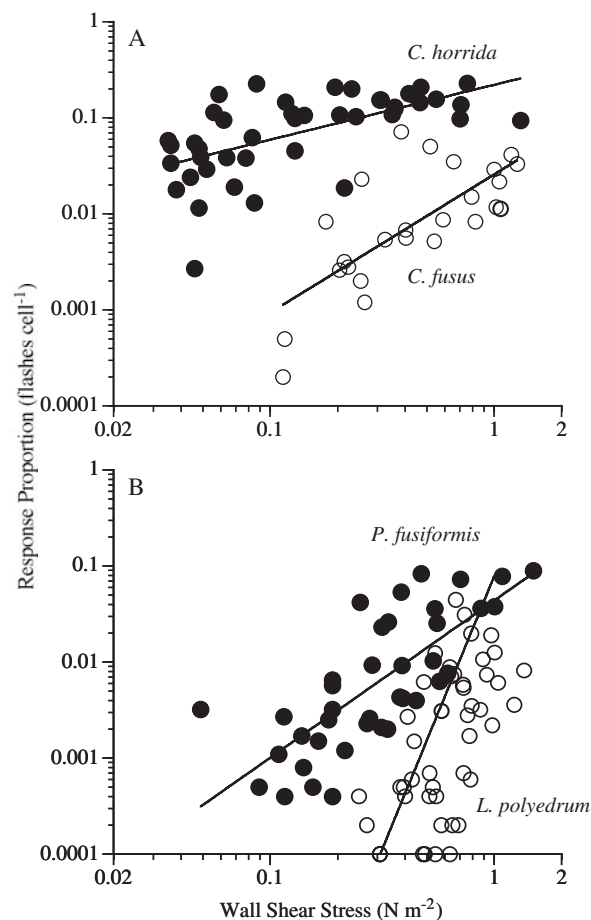 1
A
C. horrida
0.1
0.01
C. fusus
0.001
0.0001
0.02 0.1 1 2
Response Proportion (flashes cell-1)
1
B
P. fusiformis
0.1
0.01
0.001
L. polyedrum
0.0001
0.02 0.1 1 2
Wall Shear Stress (N m-2)